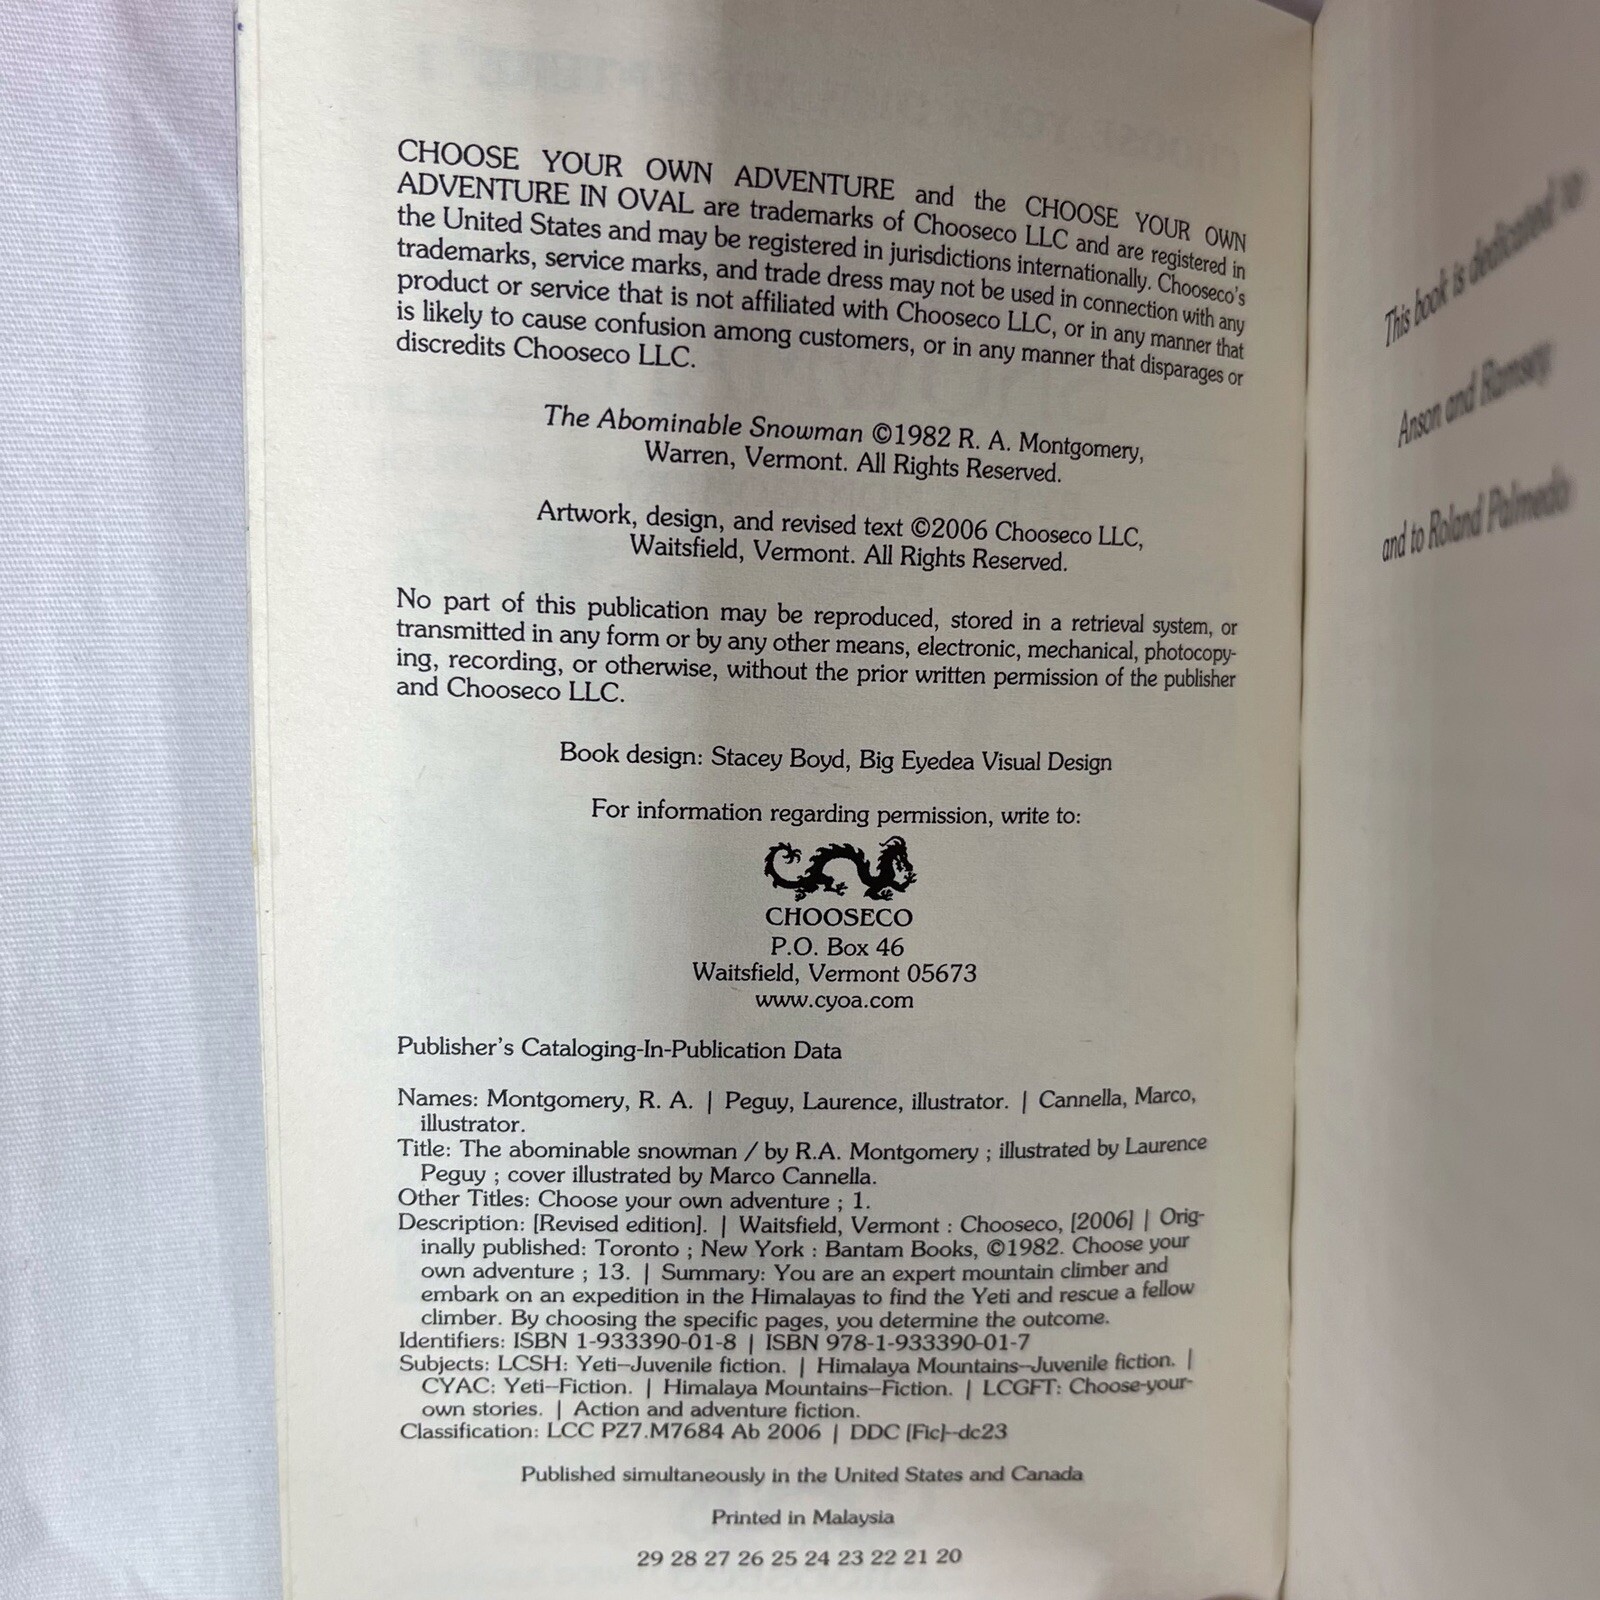 CHOOSE YOUR OWN ADVENTURE and the CHOOSE YOUR OWN
ADVENTURE IN OVAL are trademarks of Chooseco LLC and are registered in
the United States and may be registered in jurisdictions internationally. Chooseco's
trademarks, service marks, and trade dress may not be used in connection with any
product or service that is not affiliated with Chooseco LLC, or in any manner that
is likely to cause confusion among customers, or in any manner that disparages or
discredits Chooseco LLC.
The Abominable Snowman ©1982 R. A. Montgomery,
Warren, Vermont. All Rights Reserved.
Artwork, design, and revised text ©2006 Chooseco LLC,
Waitsfield, Vermont. All Rights Reserved.
No part of this publication may be reproduced, stored in a retrieval system, or
transmitted in any form or by any other means, electronic, mechanical, photocopy-
ing, recording, or otherwise, without the prior written permission of the publisher
and Chooseco LLC.
Book design: Stacey Boyd, Big Eyedea Visual Design
For information regarding permission, write to:
CHOOSECO
P.O. Box 46
Waitsfield, Vermont 05673
www.cyoa.com
Publisher's Cataloging-In-Publication Data
Names: Montgomery, R. A. | Peguy, Laurence, illustrator. | Cannella, Marco,
illustrator.
Title: The abominable snowman / by R.A. Montgomery ; illustrated by Laurence
Peguy ; cover illustrated by Marco Cannella.
Other Titles: Choose your own adventure ; 1.
Description: [Revised edition]. | Waitsfield, Vermont : Chooseco, [2006] | Orig-
inally published: Toronto ; New York : Bantam Books, ©1982. Choose your
own adventure ; 13. | Summary: You are an expert mountain climber and
embark on an expedition in the Himalayas to find the Yeti and rescue a fellow
climber. By choosing the specific pages, you determine the outcome.
Identifiers: ISBN 1-933390-01-8 | ISBN 978-1-933390-01-7
Subjects: LCSH: Yeti--Juvenile fiction. | Himalaya Mountains--Juvenile fiction. |
CYAC: Yeti--Fiction. | Himalaya Mountains--Fiction. | LCGFT: Choose-your-
own stories. | Action and adventure fiction.
Classification: LCC PZ7.M7684 Ab 2006 | DDC [Fic]--dc23
Published simultaneously in the United States and Canada
Printed in Malaysia
29 28 27 26 25 24 23 22 21 20
This book is dedicated to
Anson and Ramsey
and to Roland Palmedo